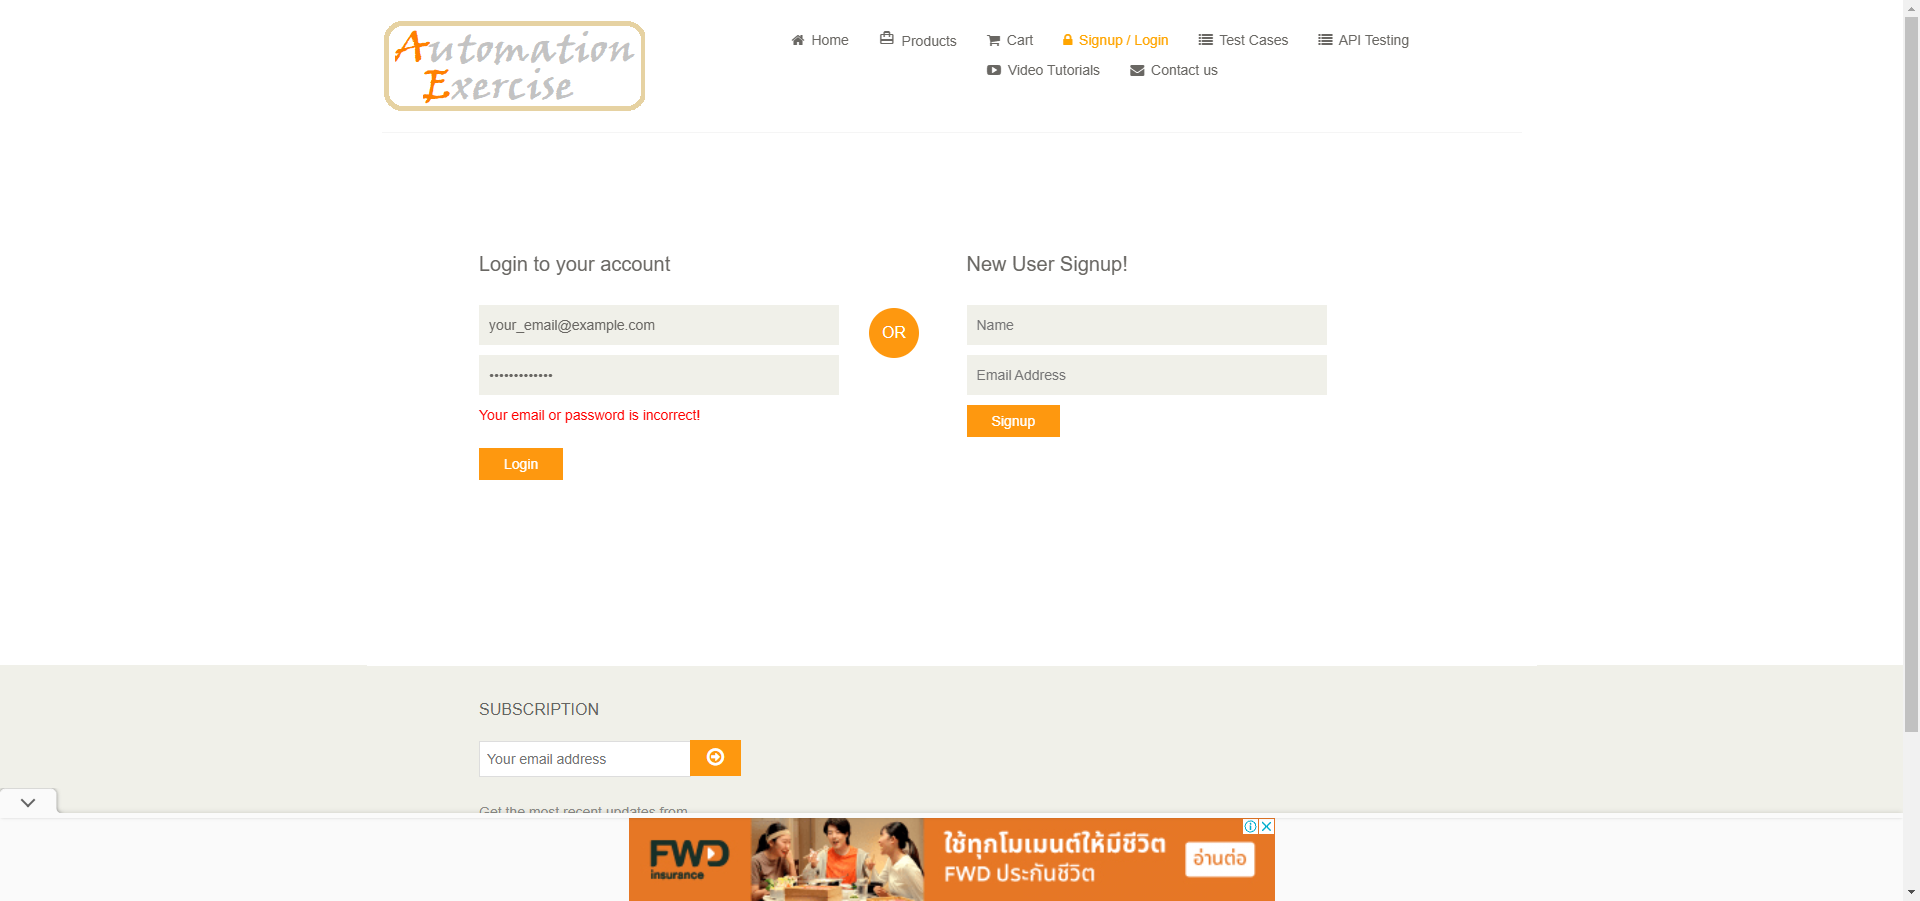 Automation
Exercise
Home
Products
Cart
Signup / Login
Test Cases
API Testing
Video Tutorials
Contact us
Login to your account
New User Signup!
your_email@example.com
OR
Name
•••••••••••••
Email Address
Your email or password is incorrect!
Signup
Login
SUBSCRIPTION
Your email address
Get the most recent updates from
FWD
insurance
ใช้ทุกโมเมนต์ให้มีชีวิต
FWD ประกันชีวิต
อ่านต่อ